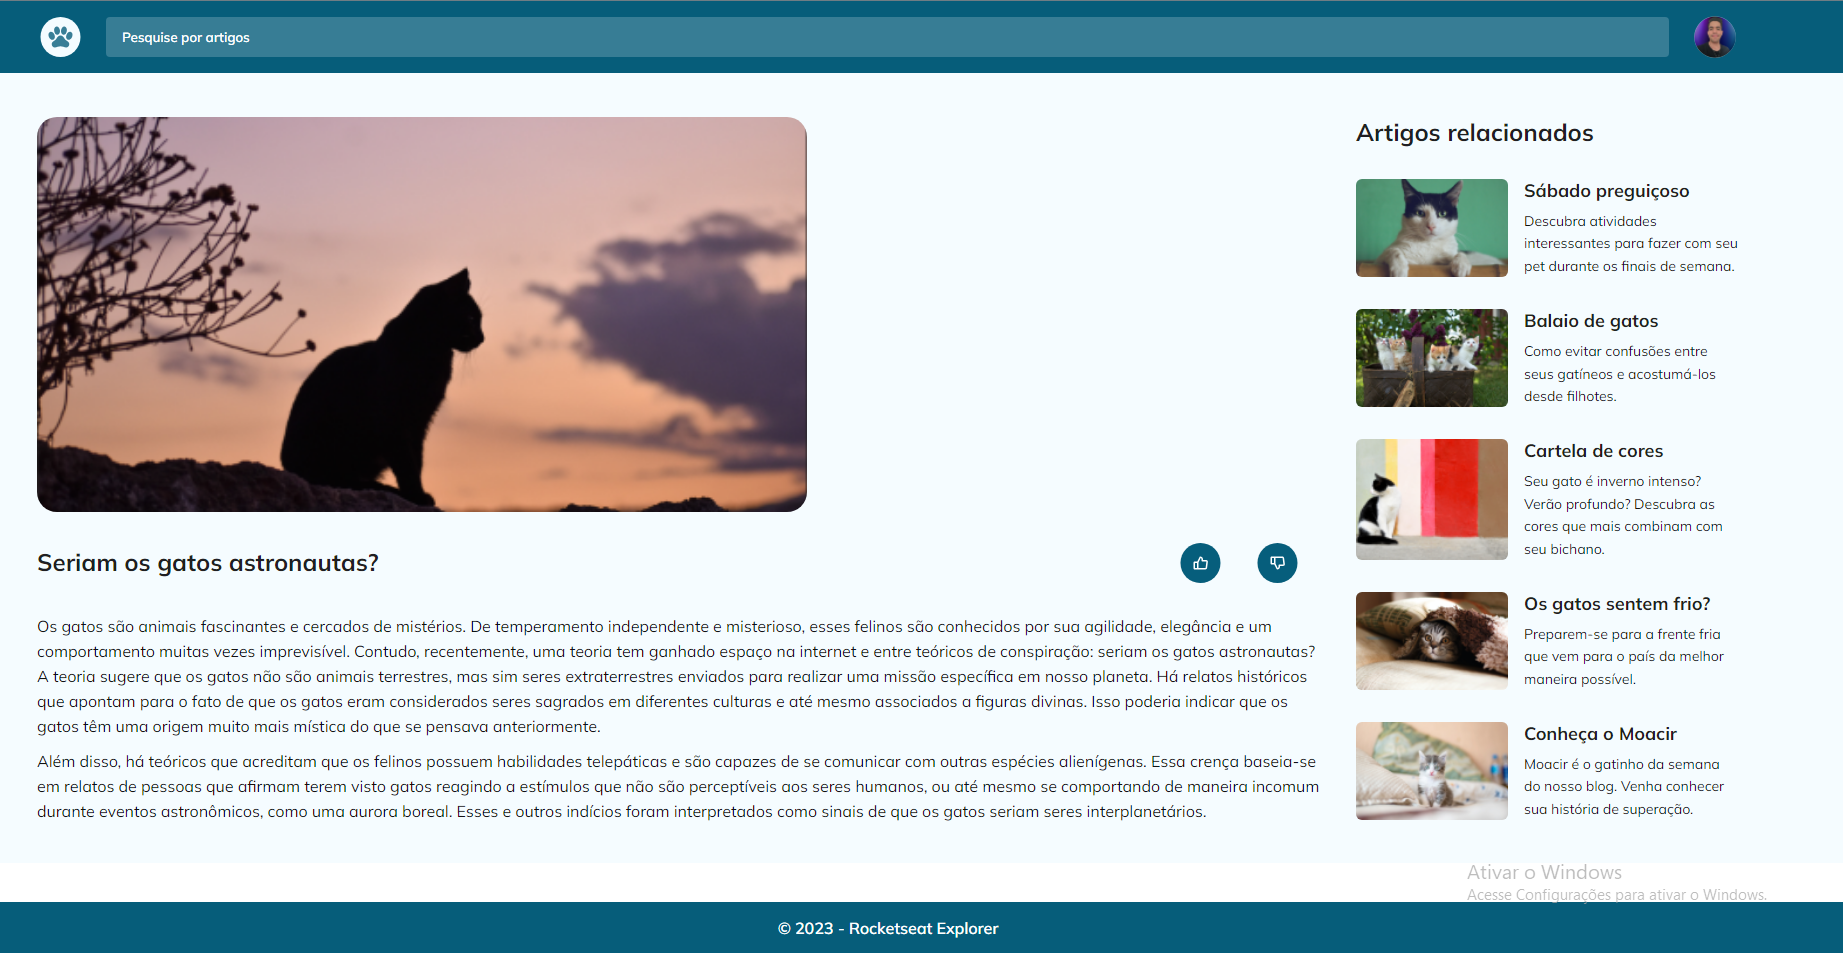 Pesquise por artigos
Seriam os gatos astronautas?
Os gatos são animais fascinantes e cercados de mistérios. De temperamento independente e misterioso, esses felinos são conhecidos por sua agilidade, elegância e um
comportamento muitas vezes imprevisível. Contudo, recentemente, uma teoria tem ganhado espaço na internet e entre teóricos de conspiração: seriam os gatos astronautas?
A teoria sugere que os gatos não são animais terrestres, mas sim seres extraterrestres enviados para realizar uma missão específica em nosso planeta. Há relatos históricos
que apontam para o fato de que os gatos eram considerados seres sagrados em diferentes culturas e até mesmo associados a figuras divinas. Isso poderia indicar que os
gatos têm uma origem muito mais mística do que se pensava anteriormente.
Além disso, há teóricos que acreditam que os felinos possuem habilidades telepáticas e são capazes de se comunicar com outras espécies alienígenas. Essa crença baseia-se
em relatos de pessoas que afirmam terem visto gatos reagindo a estímulos que não são perceptíveis aos seres humanos, ou até mesmo se comportando de maneira incomum
durante eventos astronômicos, como uma aurora boreal. Esses e outros indícios foram interpretados como sinais de que os gatos seriam seres interplanetários.
Artigos relacionados
Sábado preguiçoso
Descubra atividades
interessantes para fazer com seu
pet durante os finais de semana.
Balaio de gatos
Como evitar confusões entre
seus gatíneos e acostumá-los
desde filhotes.
Cartela de cores
Seu gato é inverno intenso?
Verão profundo? Descubra as
cores que mais combinam com
seu bichano.
Os gatos sentem frio?
Preparem-se para a frente fria
que vem para o país da melhor
maneira possível.
Conheça o Moacir
Moacir é o gatinho da semana
do nosso blog. Venha conhecer
sua história de superação.
Ativar o Windows
Acesse Configurações para ativar o Windows.
© 2023 - Rocketseat Explorer